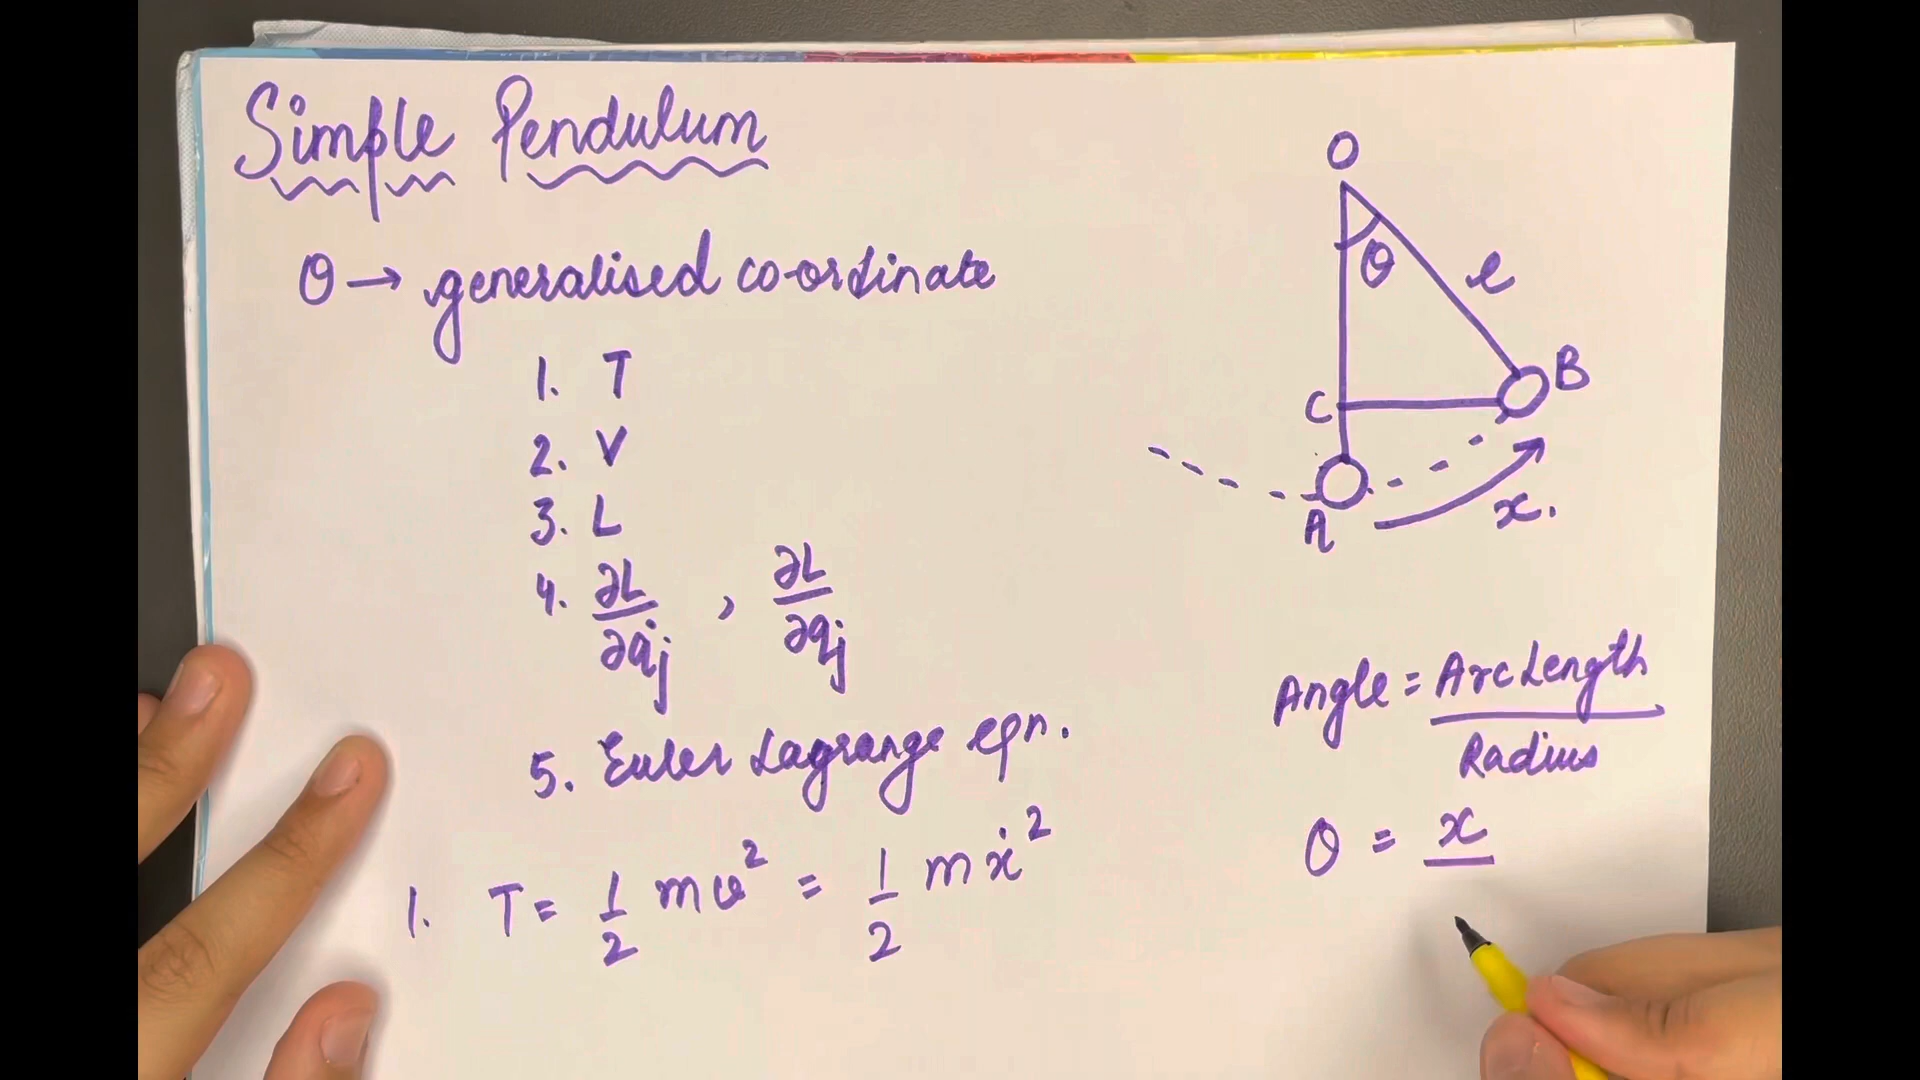 Simple Pendulum
θ → generalised co-ordinate
1. T
2. V
3. L
4. ∂L/∂q̇j , ∂L/∂qj
5. Euler Lagrange eqn.
1. T = 1/2 mv² = 1/2 mẋ²
O
θ
l
B
C
A
x.
Angle = Arc Length / Radius
θ = x